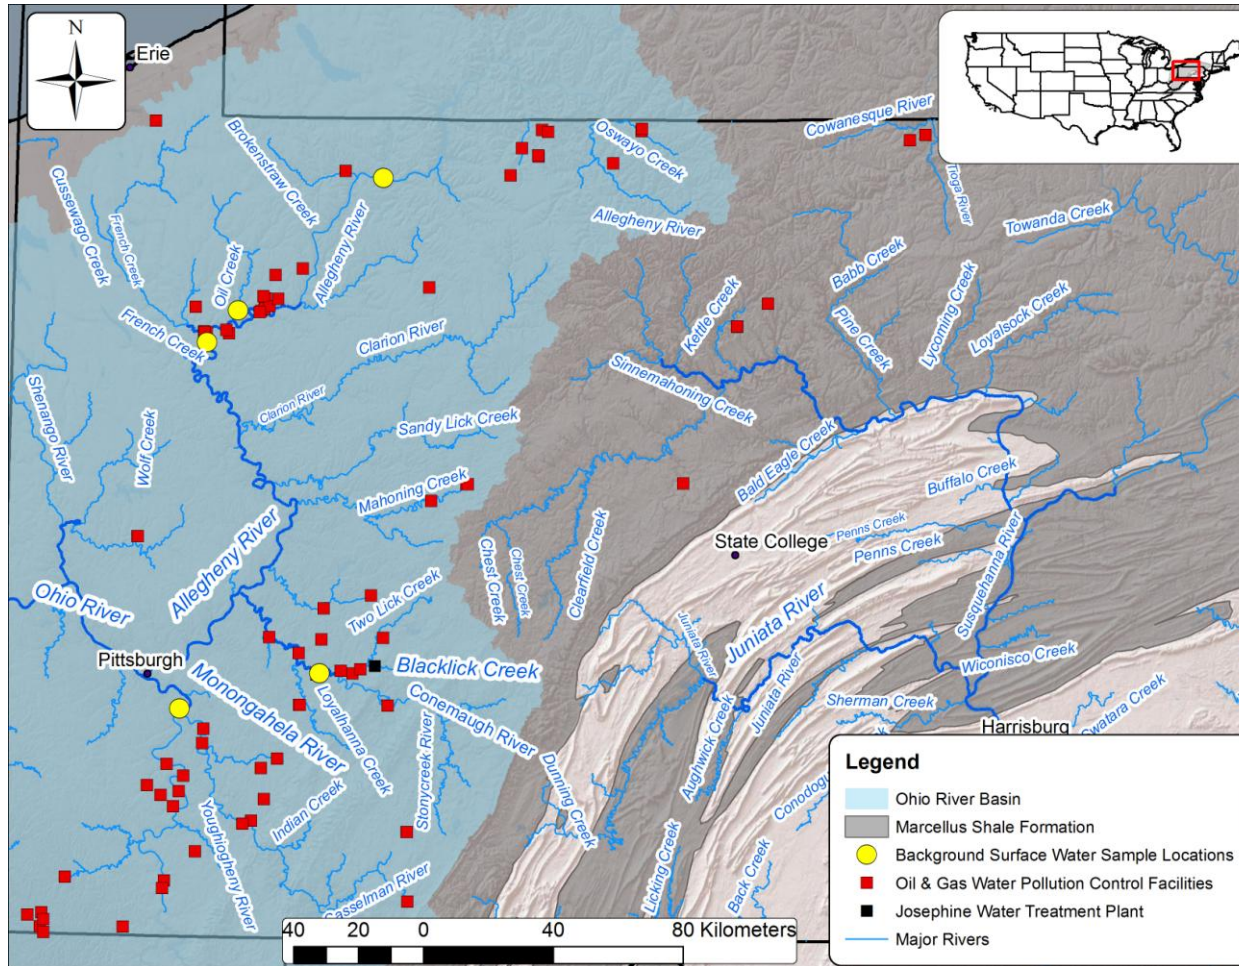 N
Erie
Cowanesque River
Brokenstraw Creek
Oswayo Creek
Cussewago Creek
French Creek
Tioga River
Towanda Creek
Allegheny River
Allegheny River
Oil Creek
Babb Creek
Kettle Creek
Lycoming Creek
Loyalsock Creek
French Creek
Pine Creek
Clarion River
Sinnemahoning Creek
Clarion River
Shenango River
Wolf Creek
Sandy Lick Creek
Bald Eagle Creek
Mahoning Creek
Buffalo Creek
Penns Creek
Penns Creek
State College
Allegheny River
Chest Creek
Chest Creek
Clearfield Creek
Susquehanna River
Ohio River
Two Lick Creek
Juniata River
Juniata River
Pittsburgh
Blacklick Creek
Wiconisco Creek
Monongahela River
Loyalhanna Creek
Conemaugh River
Juniata River
Sherman Creek
Swatara Creek
Aughwick Creek
Harrisburg
Stonycreek River
Dunning Creek
Indian Creek
Youghiogheny River
Licking Creek
Back Creek
Casselman River
Legend
Ohio River Basin
Marcellus Shale Formation
Background Surface Water Sample Locations
Oil & Gas Water Pollution Control Facilities
Josephine Water Treatment Plant
Major Rivers
40 20 0 40 80 Kilometers